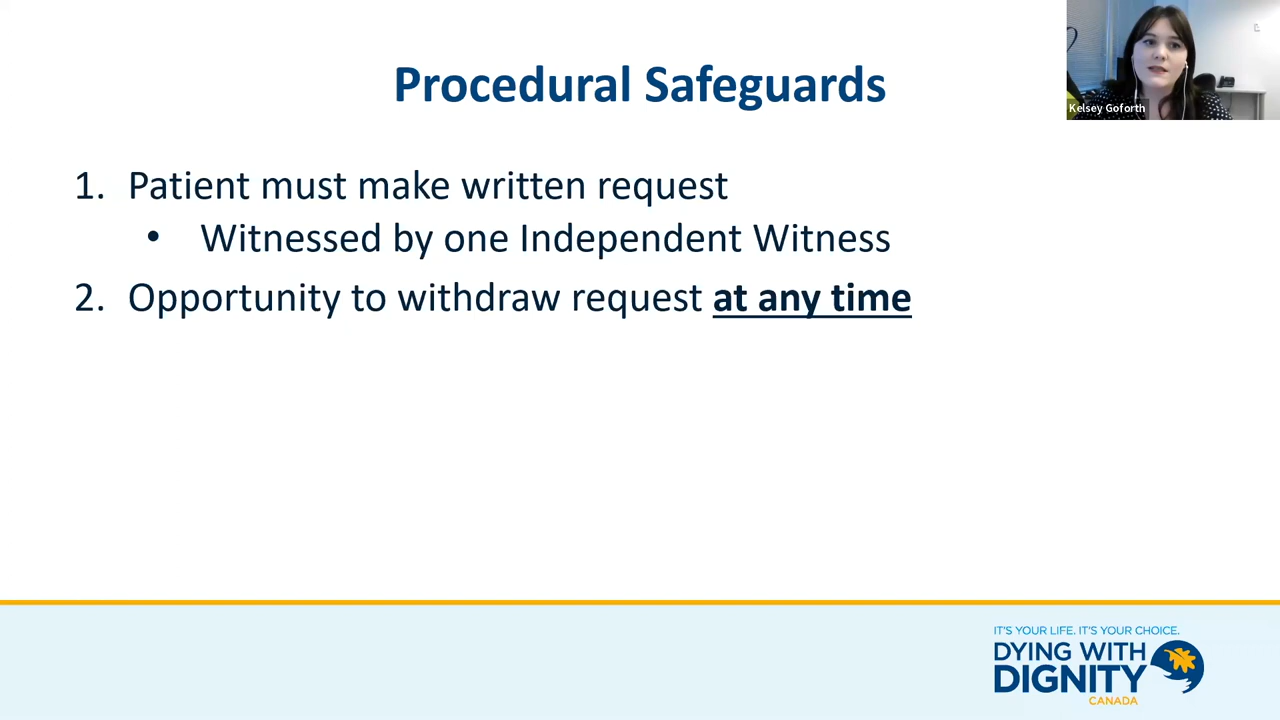 Procedural Safeguards
Kelsey Goforth
1. Patient must make written request
• Witnessed by one Independent Witness
2. Opportunity to withdraw request at any time
IT'S YOUR LIFE. IT'S YOUR CHOICE.
DYING WITH
DIGNITY
CANADA